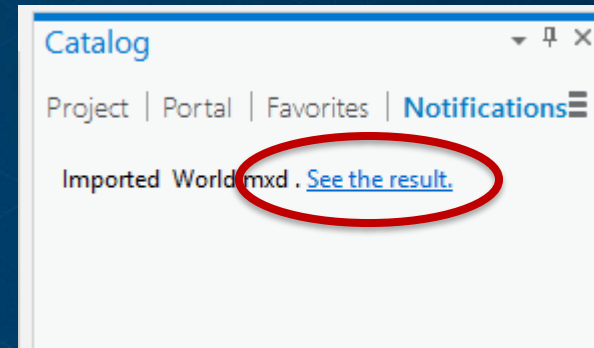 Catalog
Project | Portal | Favorites | Notifications
Imported World mxd . See the result.